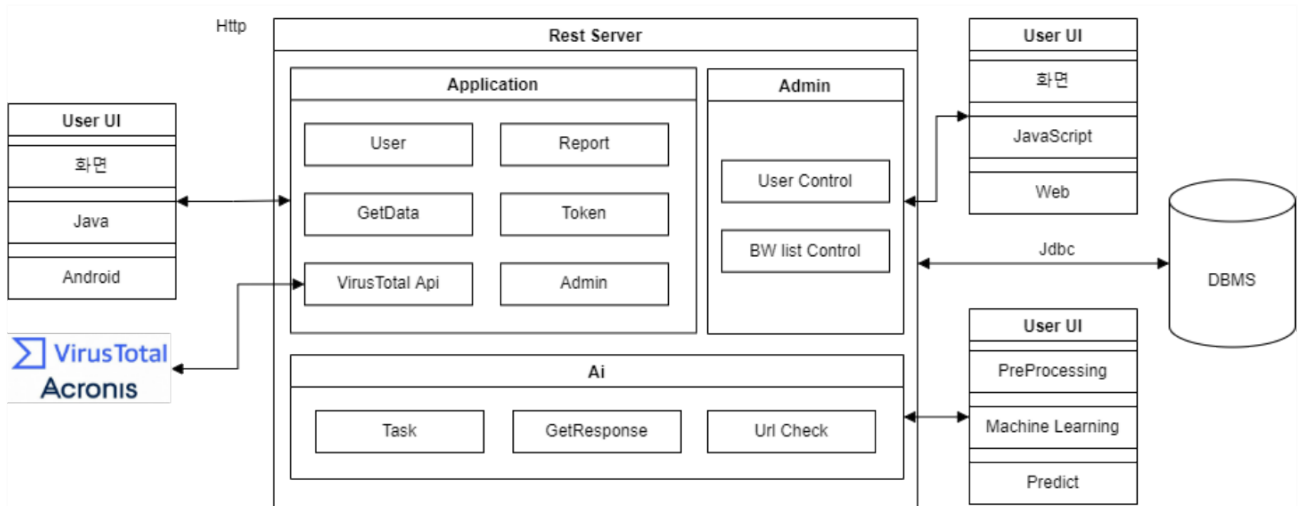 Http
Rest Server
Application
User
Report
GetData
Token
VirusTotal Api
Admin
Admin
User Control
BW list Control
Ai
Task
GetResponse
Url Check
User UI
화면
Java
Android
VirusTotal
Acronis
User UI
화면
JavaScript
Web
Jdbc
DBMS
User UI
PreProcessing
Machine Learning
Predict